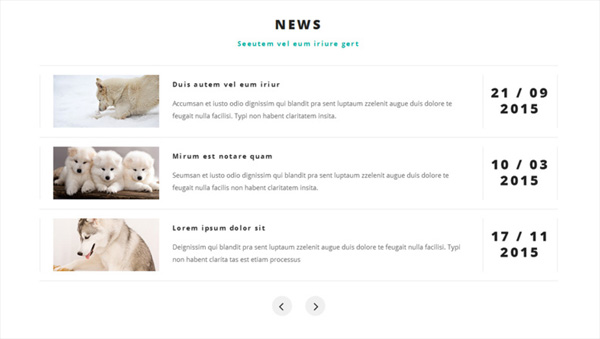 NEWS
Seeutem vel eum iriure gert
Duis autem vel eum iriur
Accumsan et iusto odio dignissim qui blandit pra sent luptaum zzelenit augue duis dolore te
feugait nulla facilisi. Typi non habent claritatem insita.
21 / 09
2015
Mirum est notare quam
Seumsan et iusto odio dignissim qui blandit pra sent luptaum zzelenit augue duis dolore te
feugait nulla facilis non habent claritatem insita.
10 / 03
2015
Lorem ipsum dolor sit
Deignissim qui blandit pra sent luptaum zzelenit augue duis dolore te feugait nulla facilisi. Typi
non habent clarita tas est etiam processus
17 / 11
2015